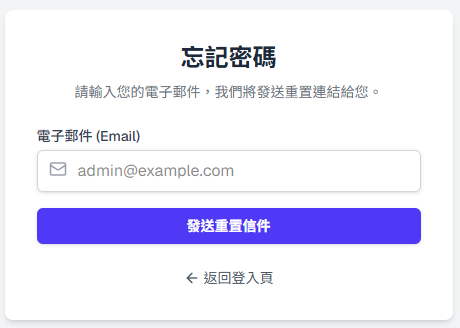 忘記密碼
請輸入您的電子郵件，我們將發送重置連結給您。
電子郵件 (Email)
admin@example.com
發送重置信件
← 返回登入頁